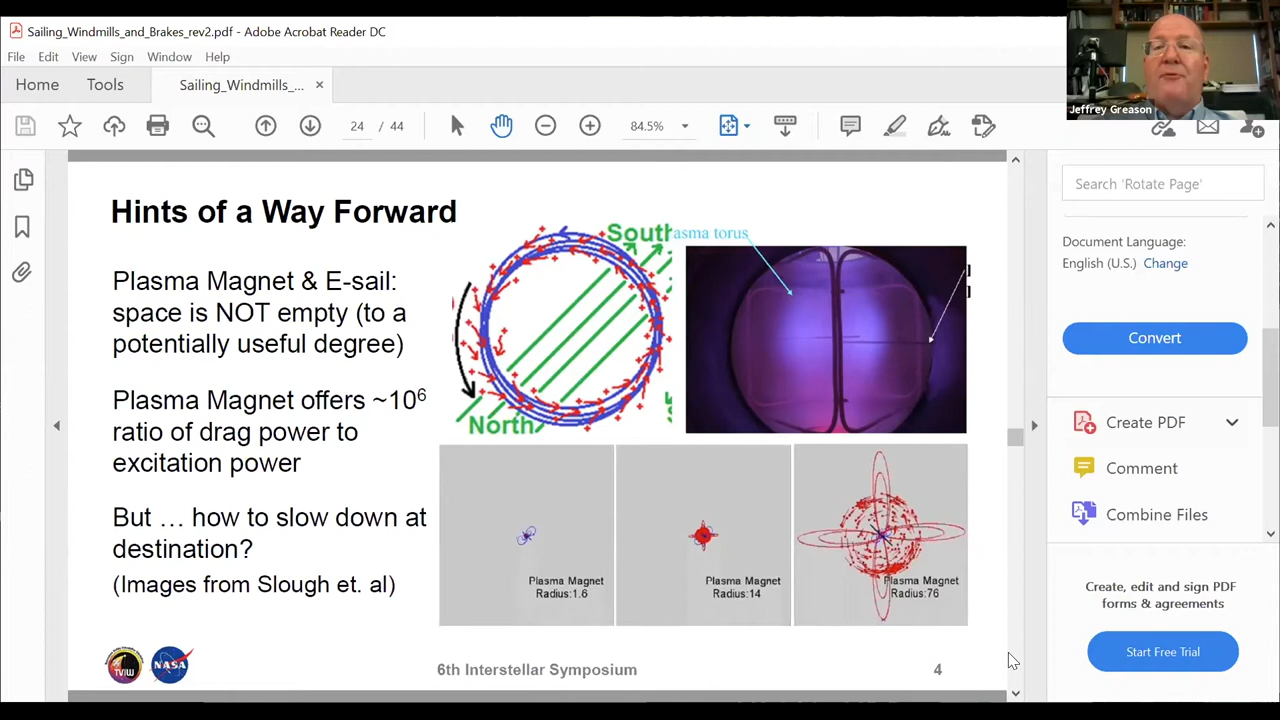 Sailing_Windmills_and_Brakes_rev2.pdf - Adobe Acrobat Reader DC
File Edit View Sign Window Help
Home Tools Sailing_Windmills_... ×
24 / 44 84.5%
Jeffrey Greason
Hints of a Way Forward
Plasma Magnet & E-sail:
space is NOT empty (to a
potentially useful degree)
Plasma Magnet offers ~10⁶
ratio of drag power to
excitation power
But … how to slow down at
destination?
(Images from Slough et. al)
South
North
asma torus
Plasma Magnet
Radius:1.6
Plasma Magnet
Radius:14
Plasma Magnet
Radius:76
TVIW
NASA
6th Interstellar Symposium
4
Search 'Rotate Page'
Document Language:
English (U.S.) Change
Convert
Create PDF
Comment
Combine Files
Create, edit and sign PDF
forms & agreements
Start Free Trial